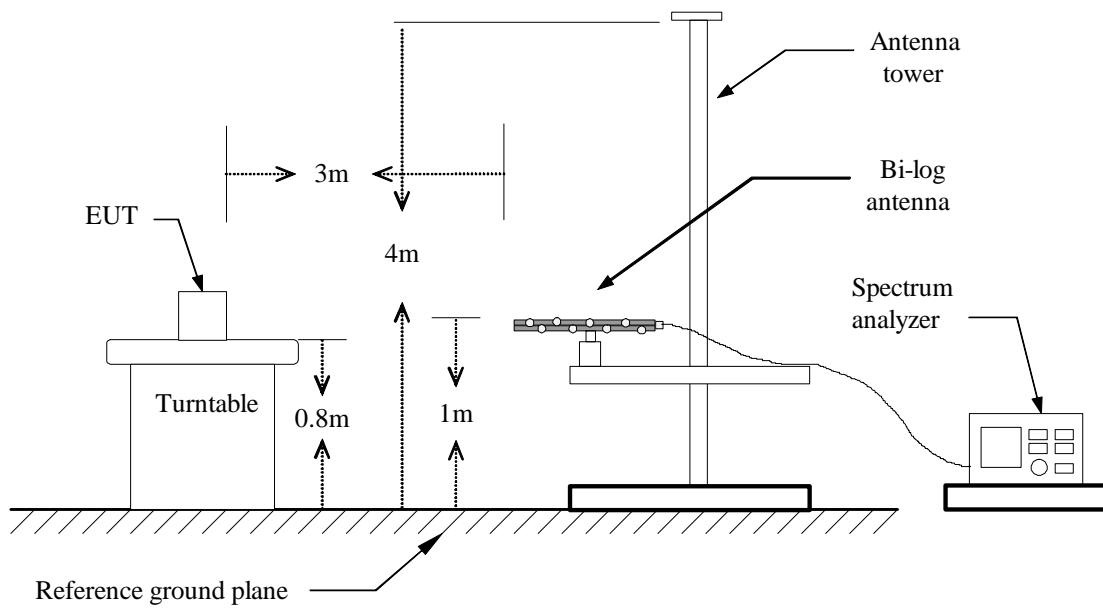 Antenna
tower
3m
Bi-log
antenna
EUT
4m
Spectrum
analyzer
Turntable
0.8m
1m
Reference ground plane